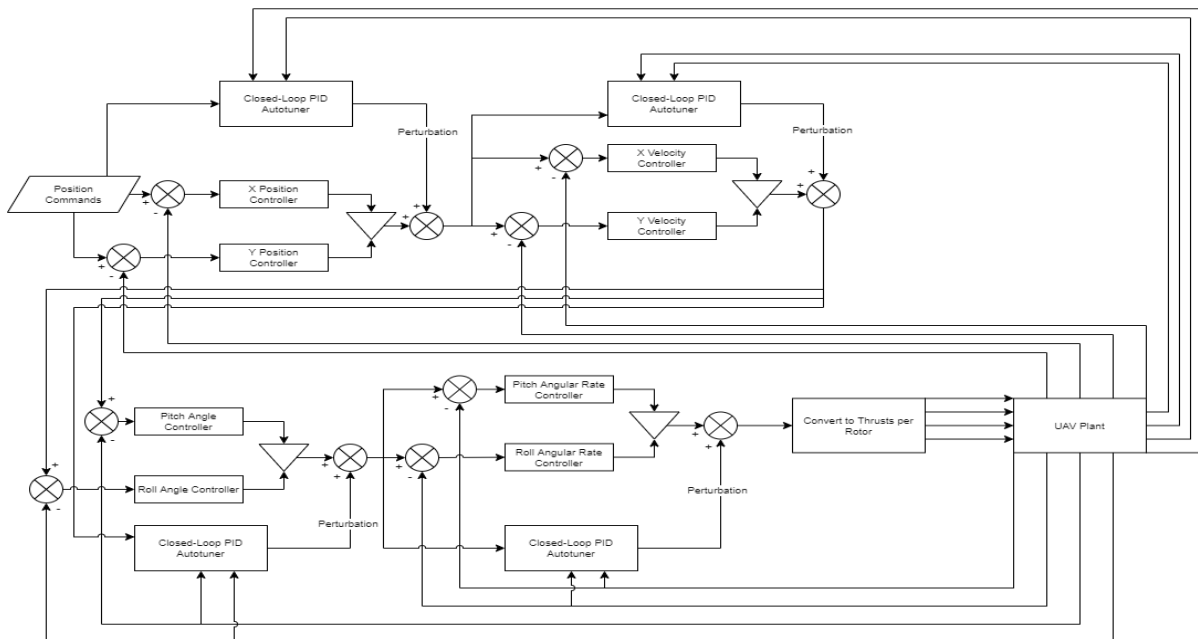 Closed-Loop PID
Autotuner
Closed-Loop PID
Autotuner
Perturbation
Perturbation
X Velocity
Controller
Position
Commands
X Position
Controller
+
-
+
-
+
+
+
+
Y Position
Controller
Y Velocity
Controller
+
-
+
-
Pitch Angle
Controller
Pitch Angular Rate
Controller
Convert to Thrusts per
Rotor
UAV Plant
+
-
+
-
+
+
+
+
Roll Angle Controller
Roll Angular Rate
Controller
+
-
+
-
Perturbation
Perturbation
Closed-Loop PID
Autotuner
Closed-Loop PID
Autotuner